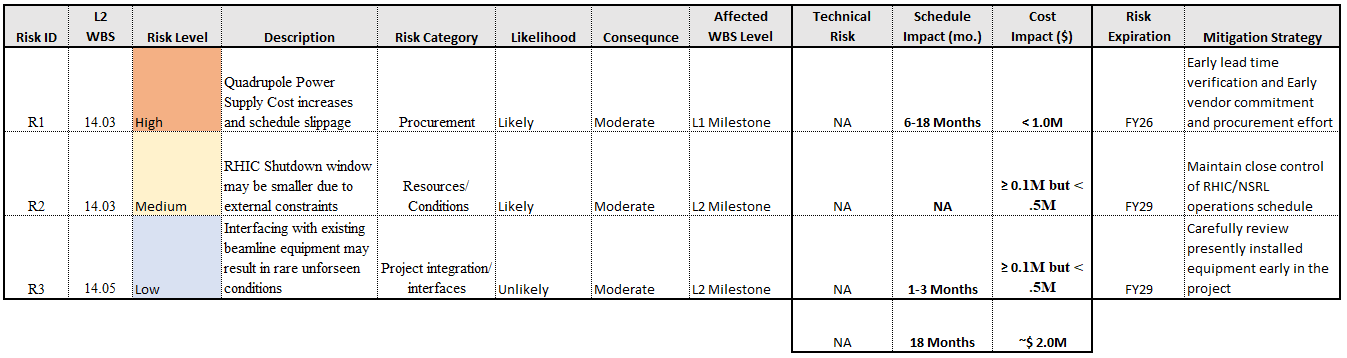 Risk ID
L2
WBS
Risk Level
Description
Risk Category
Likelihood
Consequnce
Affected
WBS Level
Technical
Risk
Schedule
Impact (mo.)
Cost
Impact ($)
Risk
Expiration
Mitigation Strategy
R1
14.03
High
Quadrupole Power
Supply Cost increases
and schedule slippage
Procurement
Likely
Moderate
L1 Milestone
NA
6-18 Months
< 1.0M
FY26
Early lead time
verification and Early
vendor commitment
and procurement effort
R2
14.03
Medium
RHIC Shutdown window
may be smaller due to
external constraints
Resources/
Conditions
Likely
Moderate
L2 Milestone
NA
NA
≥ 0.1M but <
.5M
FY29
Maintain close control
of RHIC/NSRL
operations schedule
R3
14.05
Low
Interfacing with existing
beamline equipment may
result in rare unforseen
conditions
Project integration/
interfaces
Unlikely
Moderate
L2 Milestone
NA
1-3 Months
≥ 0.1M but <
.5M
FY29
Carefully review
presently installed
equipment early in the
project
NA
18 Months
~$ 2.0M